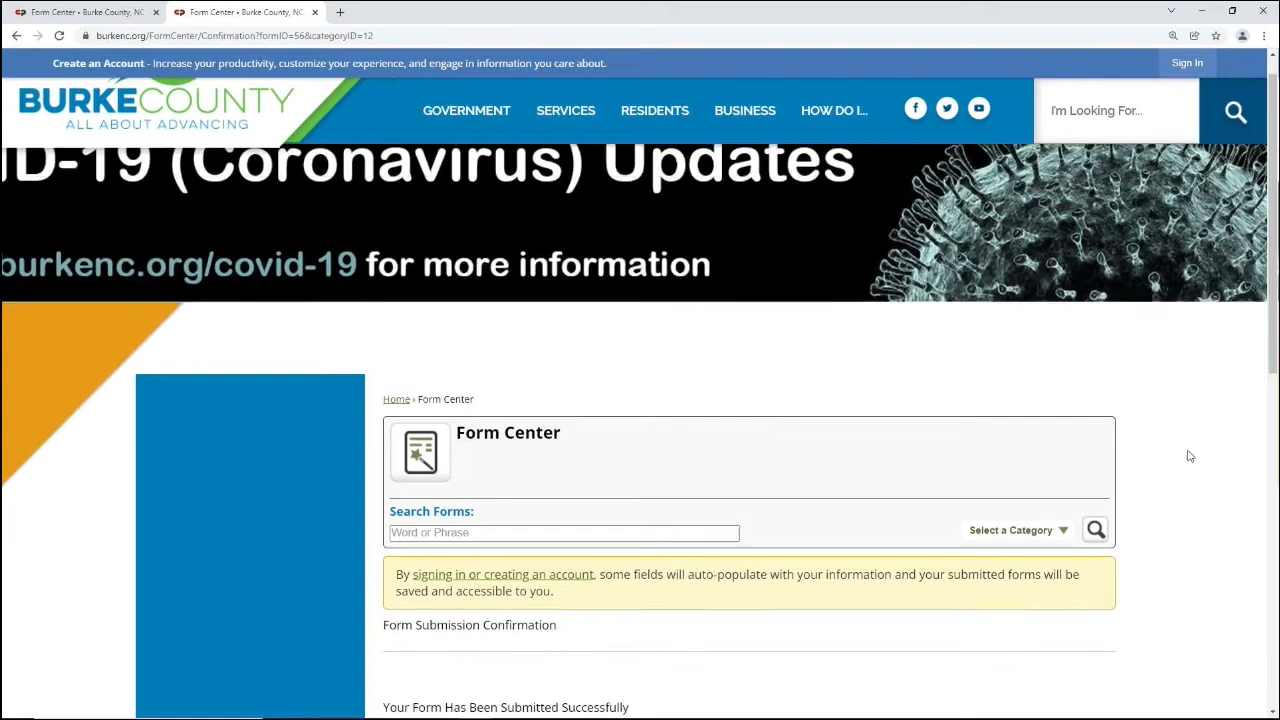 Form Center • Burke County, NC
Form Center • Burke County, NC
burkenc.org/FormCenter/Confirmation?formID=56&categoryID=12
Create an Account - Increase your productivity, customize your experience, and engage in information you care about.
Sign In
BURKECOUNTY
ALL ABOUT ADVANCING
GOVERNMENT
SERVICES
RESIDENTS
BUSINESS
HOW DO I...
I'm Looking For...
ID-19 (Coronavirus) Updates
burkenc.org/covid-19 for more information
Home › Form Center
Form Center
Search Forms:
Word or Phrase
Select a Category
By signing in or creating an account, some fields will auto-populate with your information and your submitted forms will be
saved and accessible to you.
Form Submission Confirmation
Your Form Has Been Submitted Successfully